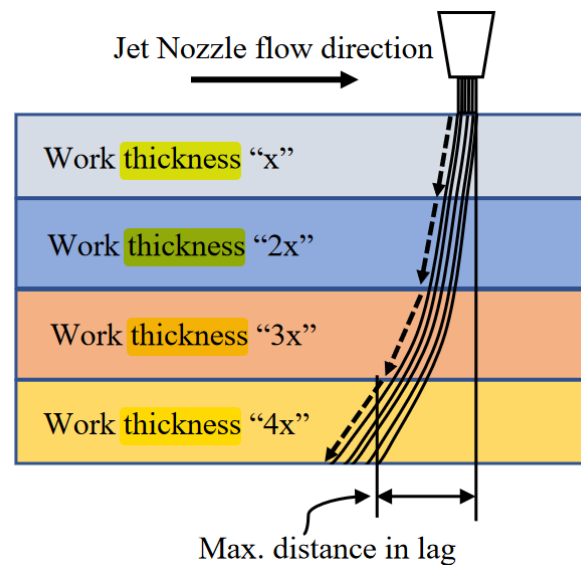 Jet Nozzle flow direction
Work thickness “x”
Work thickness “2x”
Work thickness “3x”
Work thickness “4x”
Max. distance in lag